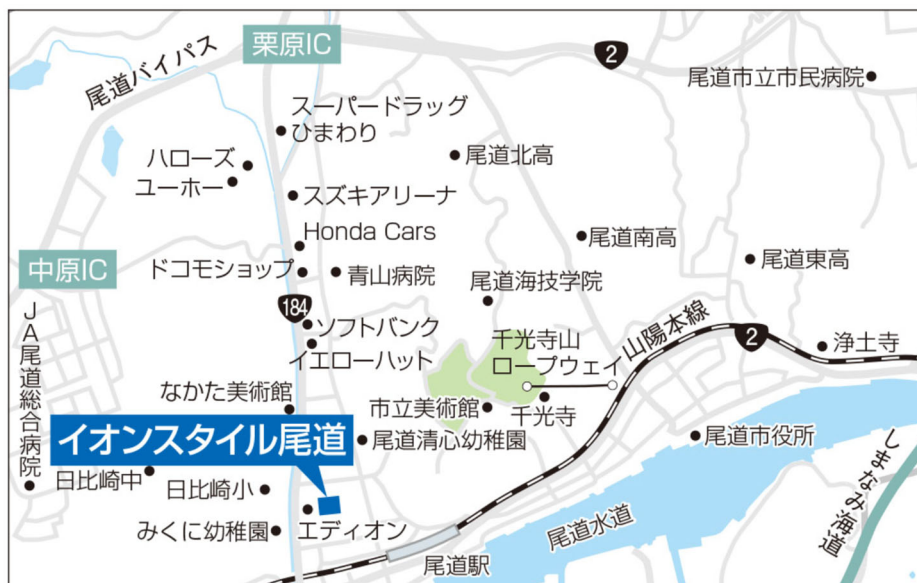 栗原IC
尾道バイパス
2
尾道市立市民病院
スーパードラッグ
ひまわり
尾道北高
ハローズ
ユーホー
スズキアリーナ
Honda Cars
尾道南高
中原IC
ドコモショップ
青山病院
尾道海技学院
尾道東高
184
ソフトバンク
イエローハット
千光寺山
ロープウェイ
山陽本線
2
浄土寺
JA尾道総合病院
なかた美術館
市立美術館
千光寺
イオンスタイル尾道
尾道清心幼稚園
尾道市役所
しまなみ海道
日比崎中
日比崎小
みくに幼稚園
エディオン
尾道水道
尾道駅